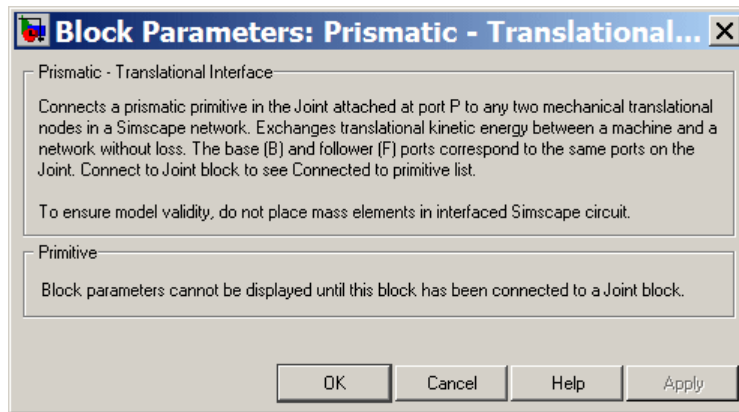 Block Parameters: Prismatic - Translational...
Prismatic - Translational Interface
Connects a prismatic primitive in the Joint attached at port P to any two mechanical translational
nodes in a Simscape network. Exchanges translational kinetic energy between a machine and a
network without loss. The base (B) and follower (F) ports correspond to the same ports on the
Joint. Connect to Joint block to see Connected to primitive list.
To ensure model validity, do not place mass elements in interfaced Simscape circuit.
Primitive
Block parameters cannot be displayed until this block has been connected to a Joint block.
OK Cancel Help Apply